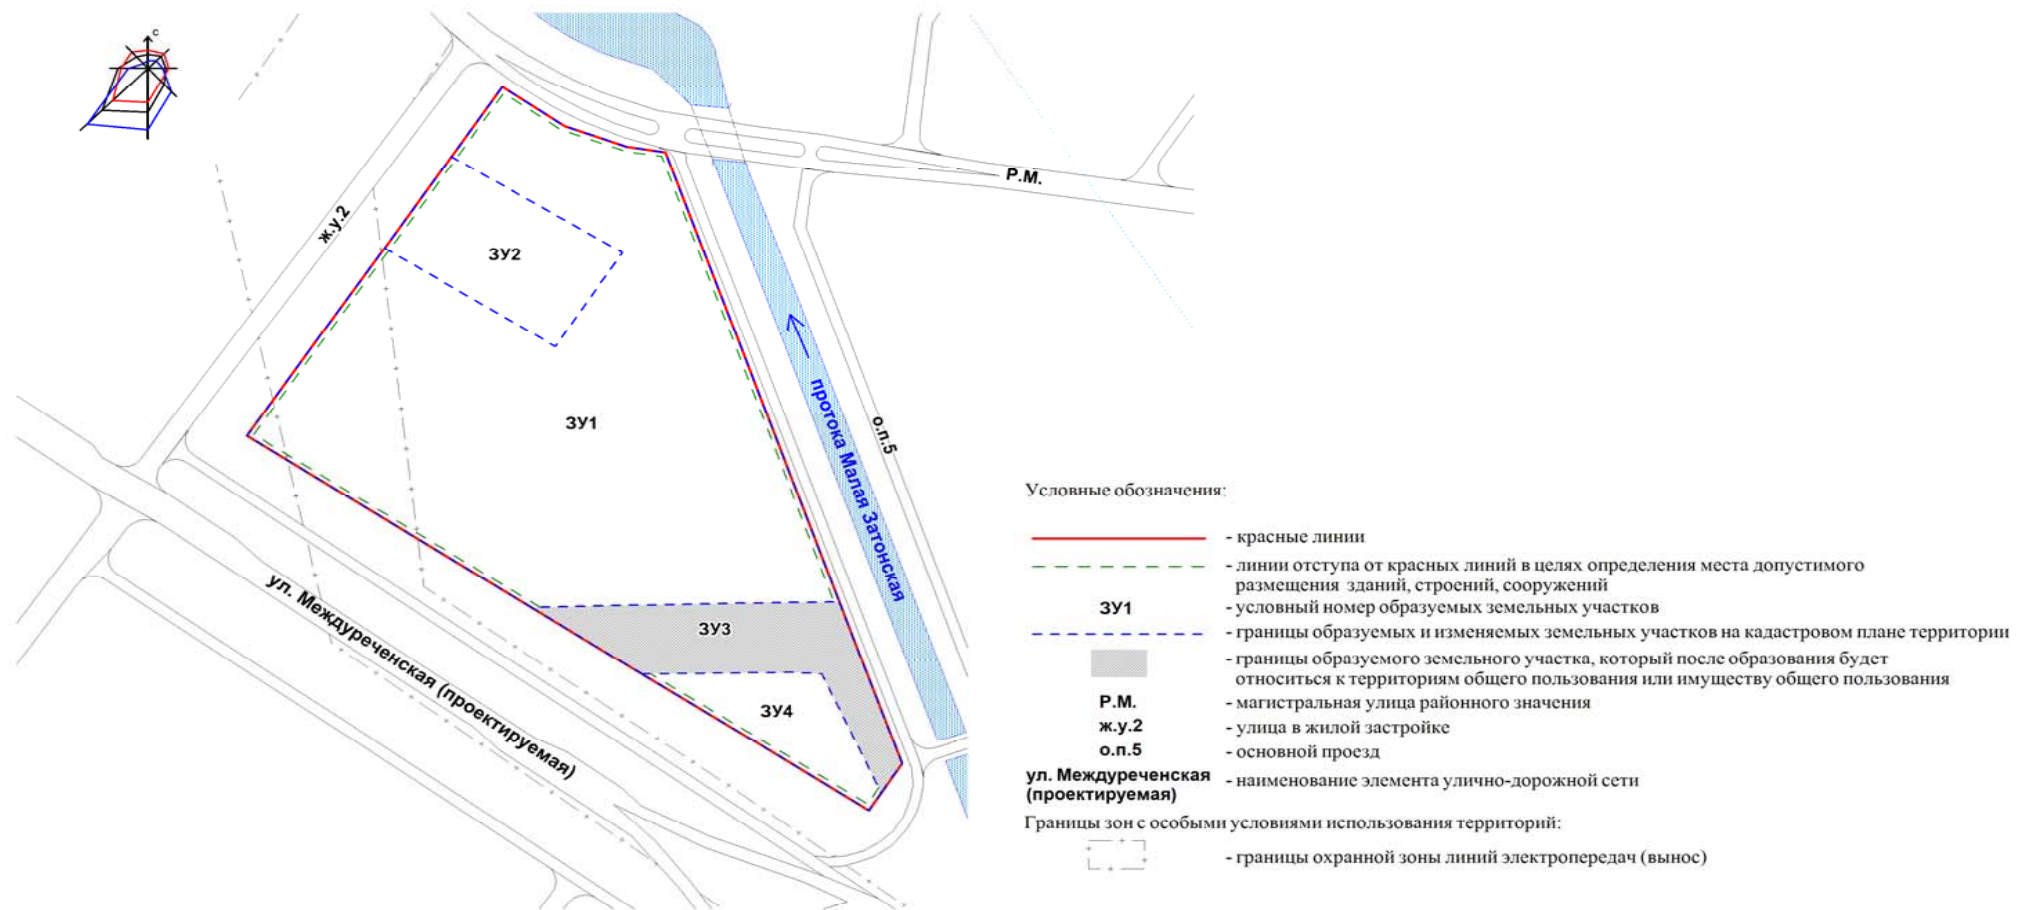 с
Р.М.
ж.у.2
ЗУ2
ЗУ1
протока Малая Затонская
о.п.5
ЗУ3
ЗУ4
ул. Междуреченская (проектируемая)
Условные обозначения:
- красные линии
- линии отступа от красных линий в целях определения места допустимого
размещения зданий, строений, сооружений
ЗУ1 - условный номер образуемых земельных участков
- границы образуемых и изменяемых земельных участков на кадастровом плане территории
- границы образуемого земельного участка, который после образования будет
относиться к территориям общего пользования или имуществу общего пользования
Р.М. - магистральная улица районного значения
ж.у.2 - улица в жилой застройке
о.п.5 - основной проезд
ул. Междуреченская
(проектируемая) - наименование элемента улично-дорожной сети
Границы зон с особыми условиями использования территорий:
- границы охранной зоны линий электропередач (вынос)